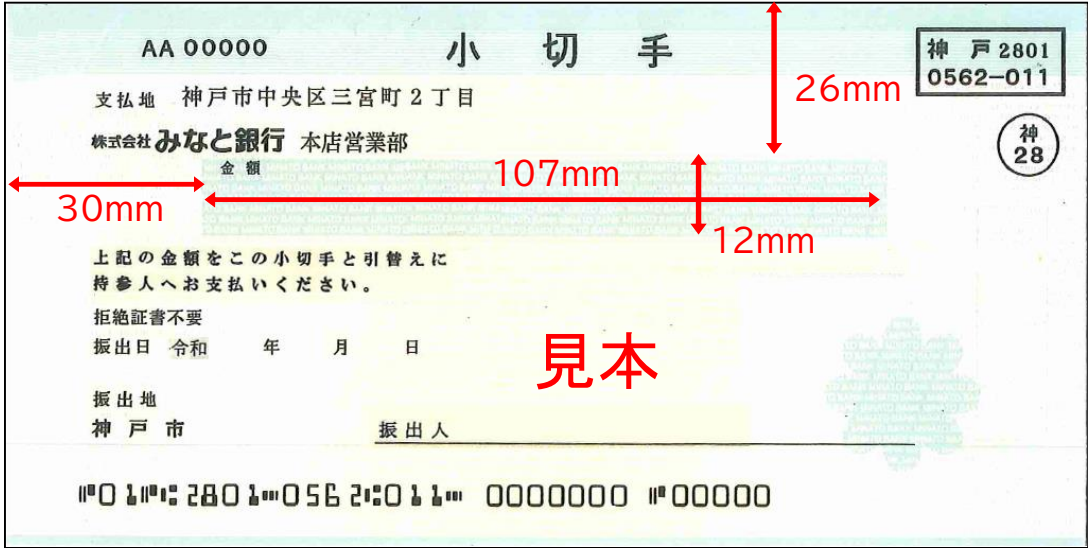 AA 00000
小 切 手
神 戸 2801
0562-011
26mm
支払地 神戸市中央区三宮町2丁目
株式会社 みなと銀行 本店営業部
神
28
金 額
107mm
30mm
12mm
上記の金額をこの小切手と引替えに
持参人へお支払いください。
拒絶証書不要
振出日 令和 年 月 日
見本
振出地
神 戸 市
振出人
⑈01⑈⑆2801⑉0562⑆011⑉ 0000000 ⑈00000